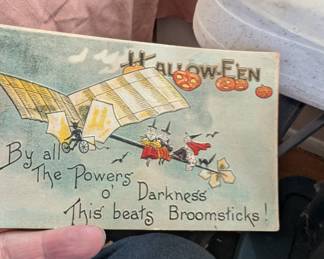 HALLOW-E'EN
By all
The Powers
o' Darkness
This beats Broomsticks!